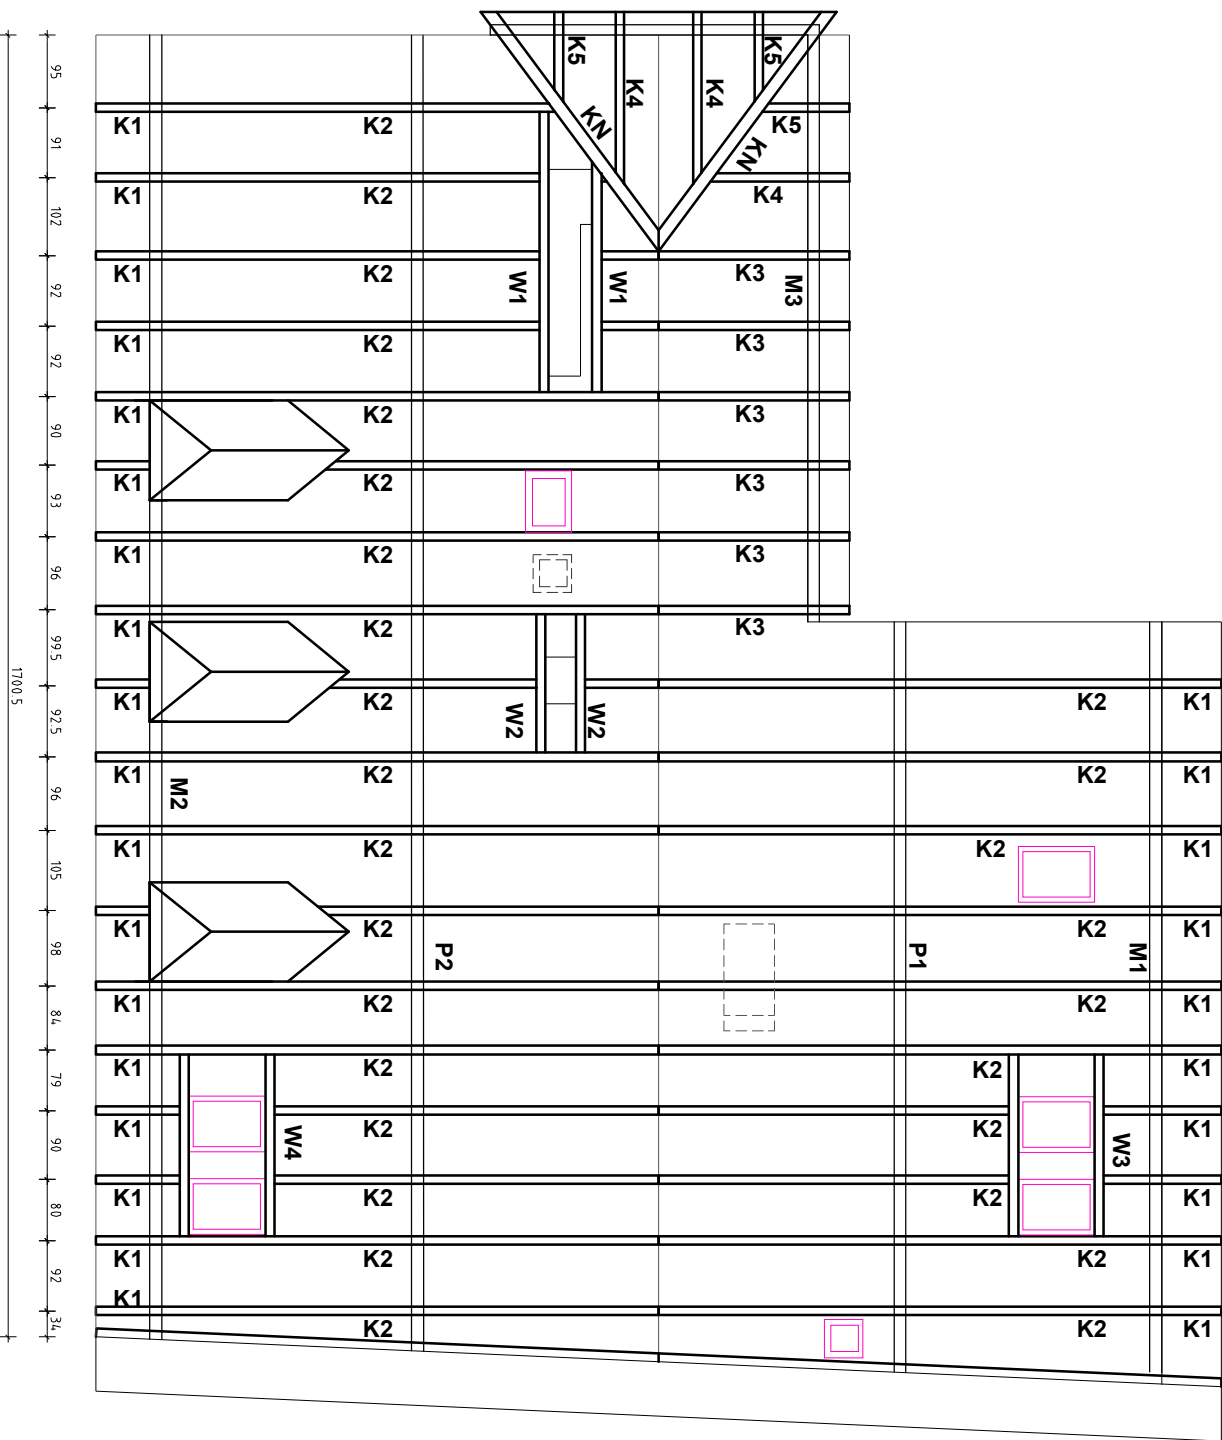 K5 K5
95
K4 K4
KN
K1 K2 K5
KN
91
K1 K2 K4
102
K1 K2 W1 W1 K3 M3
92
K1 K2 K3
92
K1 K2 K3
90
K1 K2 K3
93
K1 K2 K3
96
K1 K2 K3
99.5
1700.5
K1 K2 W2 W2 K2 K1
92.5
K1 M2 K2 K2 K1
96
K1 K2 K2 K1
105
K1 K2 K2 K1
98
P2 P1 M1
K1 K2 K2 K1
84
K1 K2 K2 K1
79
K1 W4 K2 K2 W3 K1
90
K1 K2 K2 K1
80
K1 K2 K2 K1
92
K1
34
K2 K2 K1